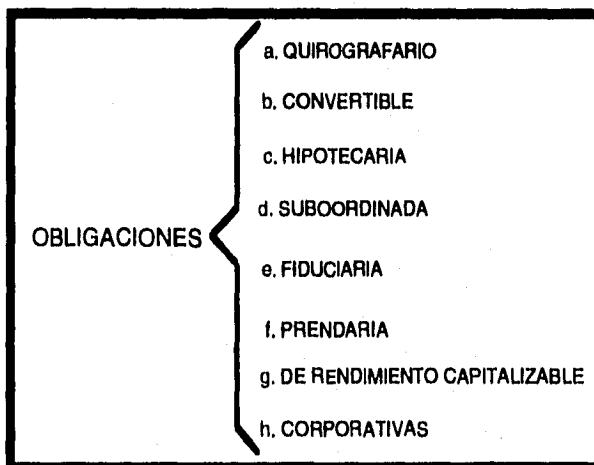 a. QUIROGRAFARIO
b. CONVERTIBLE
c. HIPOTECARIA
d. SUBOORDINADA
OBLIGACIONES
e. FIDUCIARIA
f. PRENDARIA
g. DE RENDIMIENTO CAPITALIZABLE
h. CORPORATIVAS